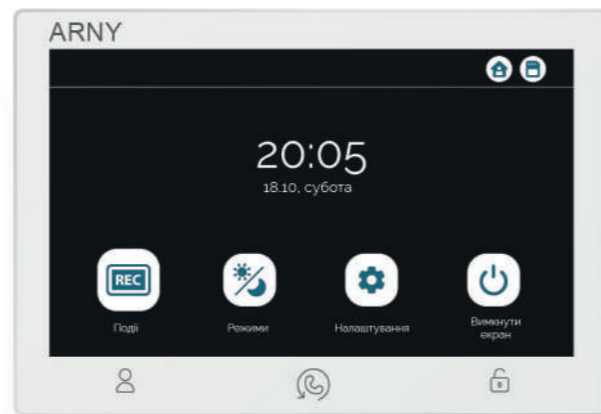 ARNY
20:05
18.10, субота
REC
Події
Режими
Налаштування
Вимкнути
екран